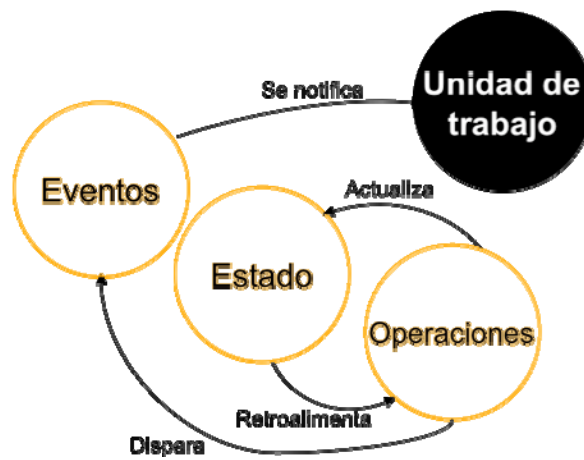 Unidad de
trabajo
Se notifica
Eventos
Actualiza
Estado
Operaciones
Retroalimenta
Dispara